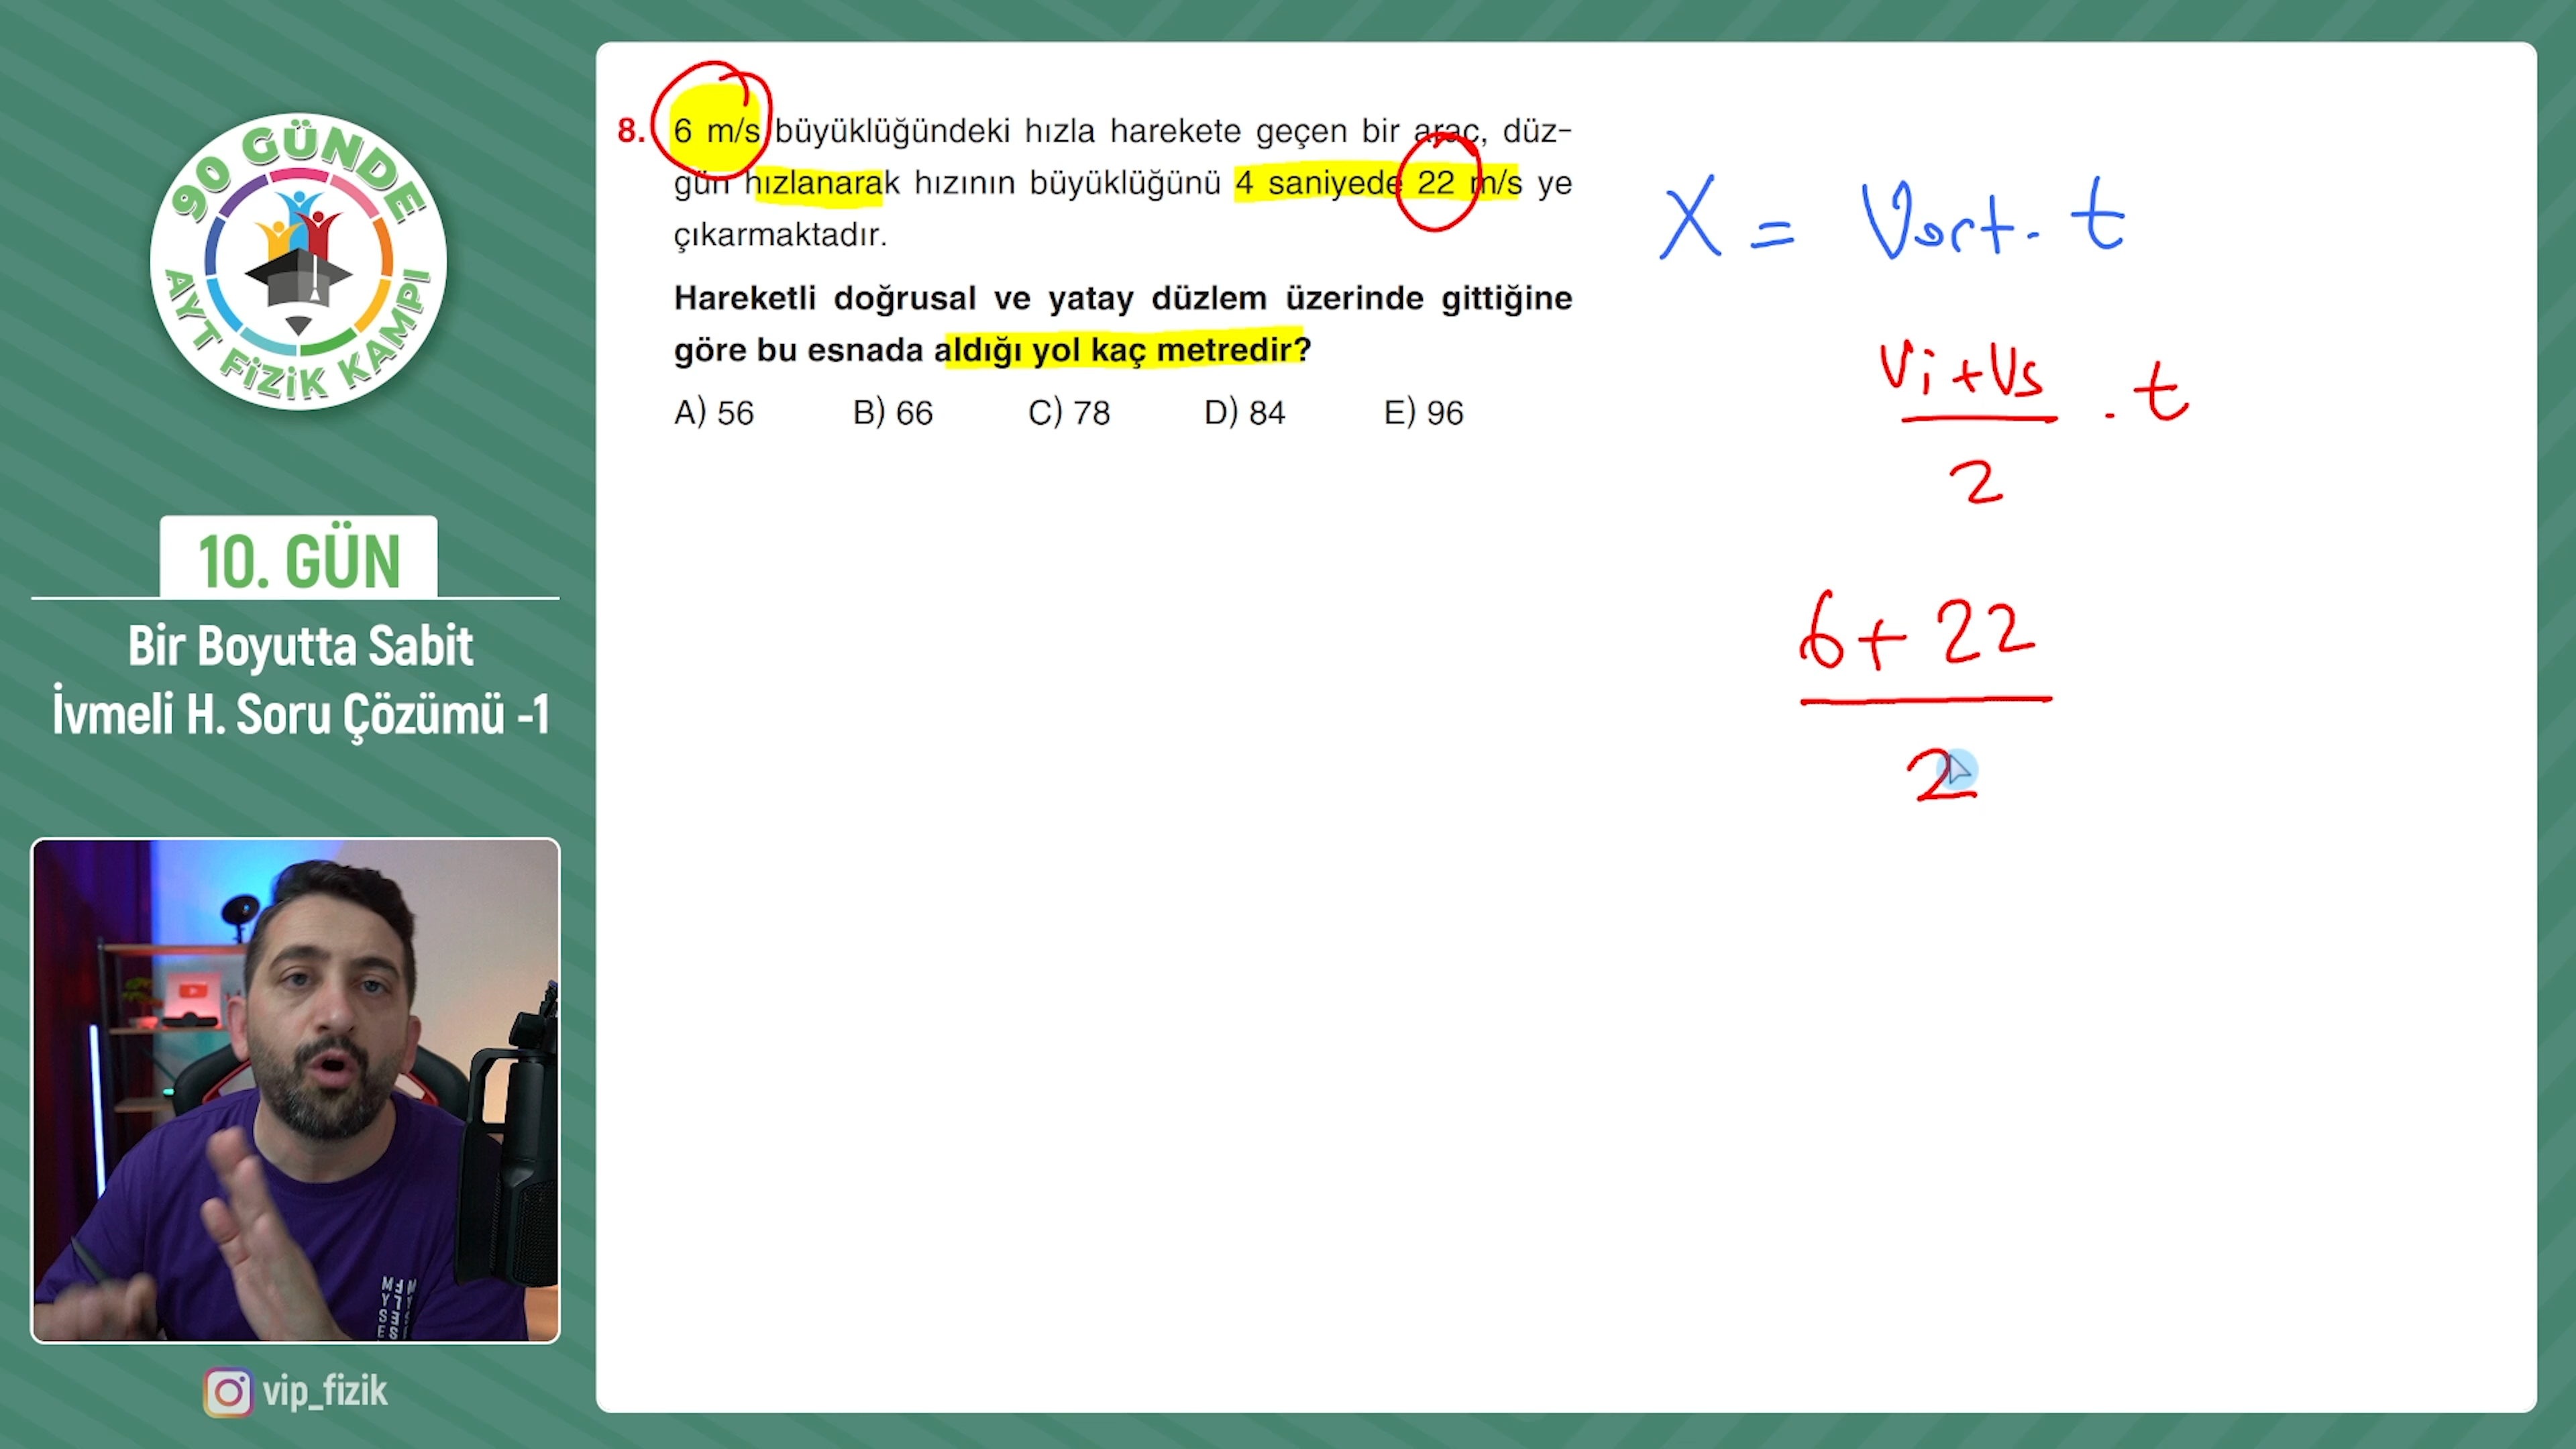 90 GÜNDE
AYT FİZİK KAMPI
10. GÜN
Bir Boyutta Sabit
İvmeli H. Soru Çözümü -1
vip_fizik
8. 6 m/s büyüklüğündeki hızla harekete geçen bir araç, düz-
gün hızlanarak hızının büyüklüğünü 4 saniyede 22 m/s ye
çıkarmaktadır.
Hareketli doğrusal ve yatay düzlem üzerinde gittiğine
göre bu esnada aldığı yol kaç metredir?
A) 56 B) 66 C) 78 D) 84 E) 96
X = Vort. t
Vi+Vs
. t
2
6+ 22
2